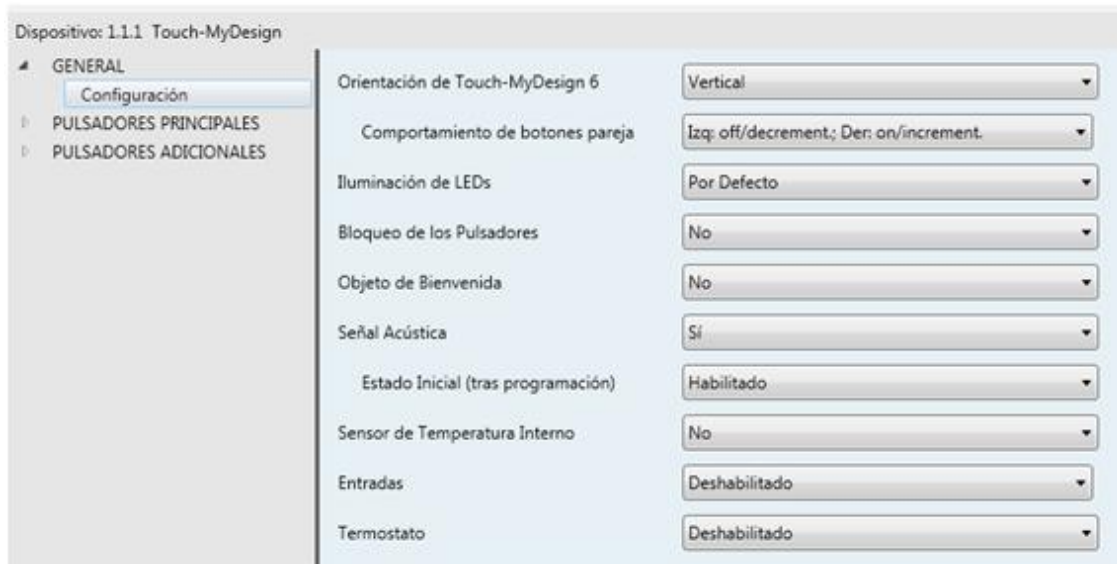 Dispositivo: 1.1.1 Touch-MyDesign
GENERAL
Configuración
PULSADORES PRINCIPALES
PULSADORES ADICIONALES
Orientación de Touch-MyDesign 6 Vertical
Comportamiento de botones pareja Izq: off/decrement.; Der: on/increment.
Iluminación de LEDs Por Defecto
Bloqueo de los Pulsadores No
Objeto de Bienvenida No
Señal Acústica Sí
Estado Inicial (tras programación) Habilitado
Sensor de Temperatura Interno No
Entradas Deshabilitado
Termostato Deshabilitado